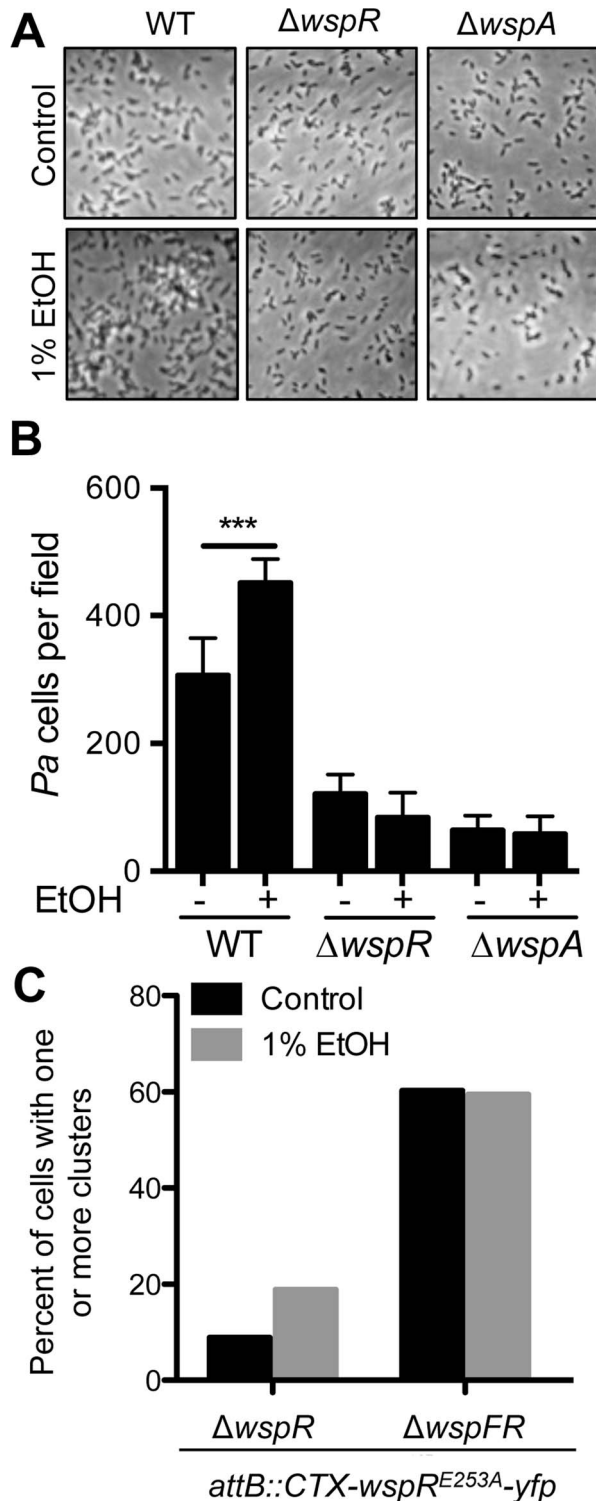 A
WT ΔwspR ΔwspA
Control
1% EtOH
B
600
***
400
Pa cells per field
200
0
EtOH - + - + - +
WT ΔwspR ΔwspA
C
80
Control
1% EtOH
60
Percent of cells with one
or more clusters
40
20
0
ΔwspR ΔwspFR
attB::CTX-wspR^E253A-yfp